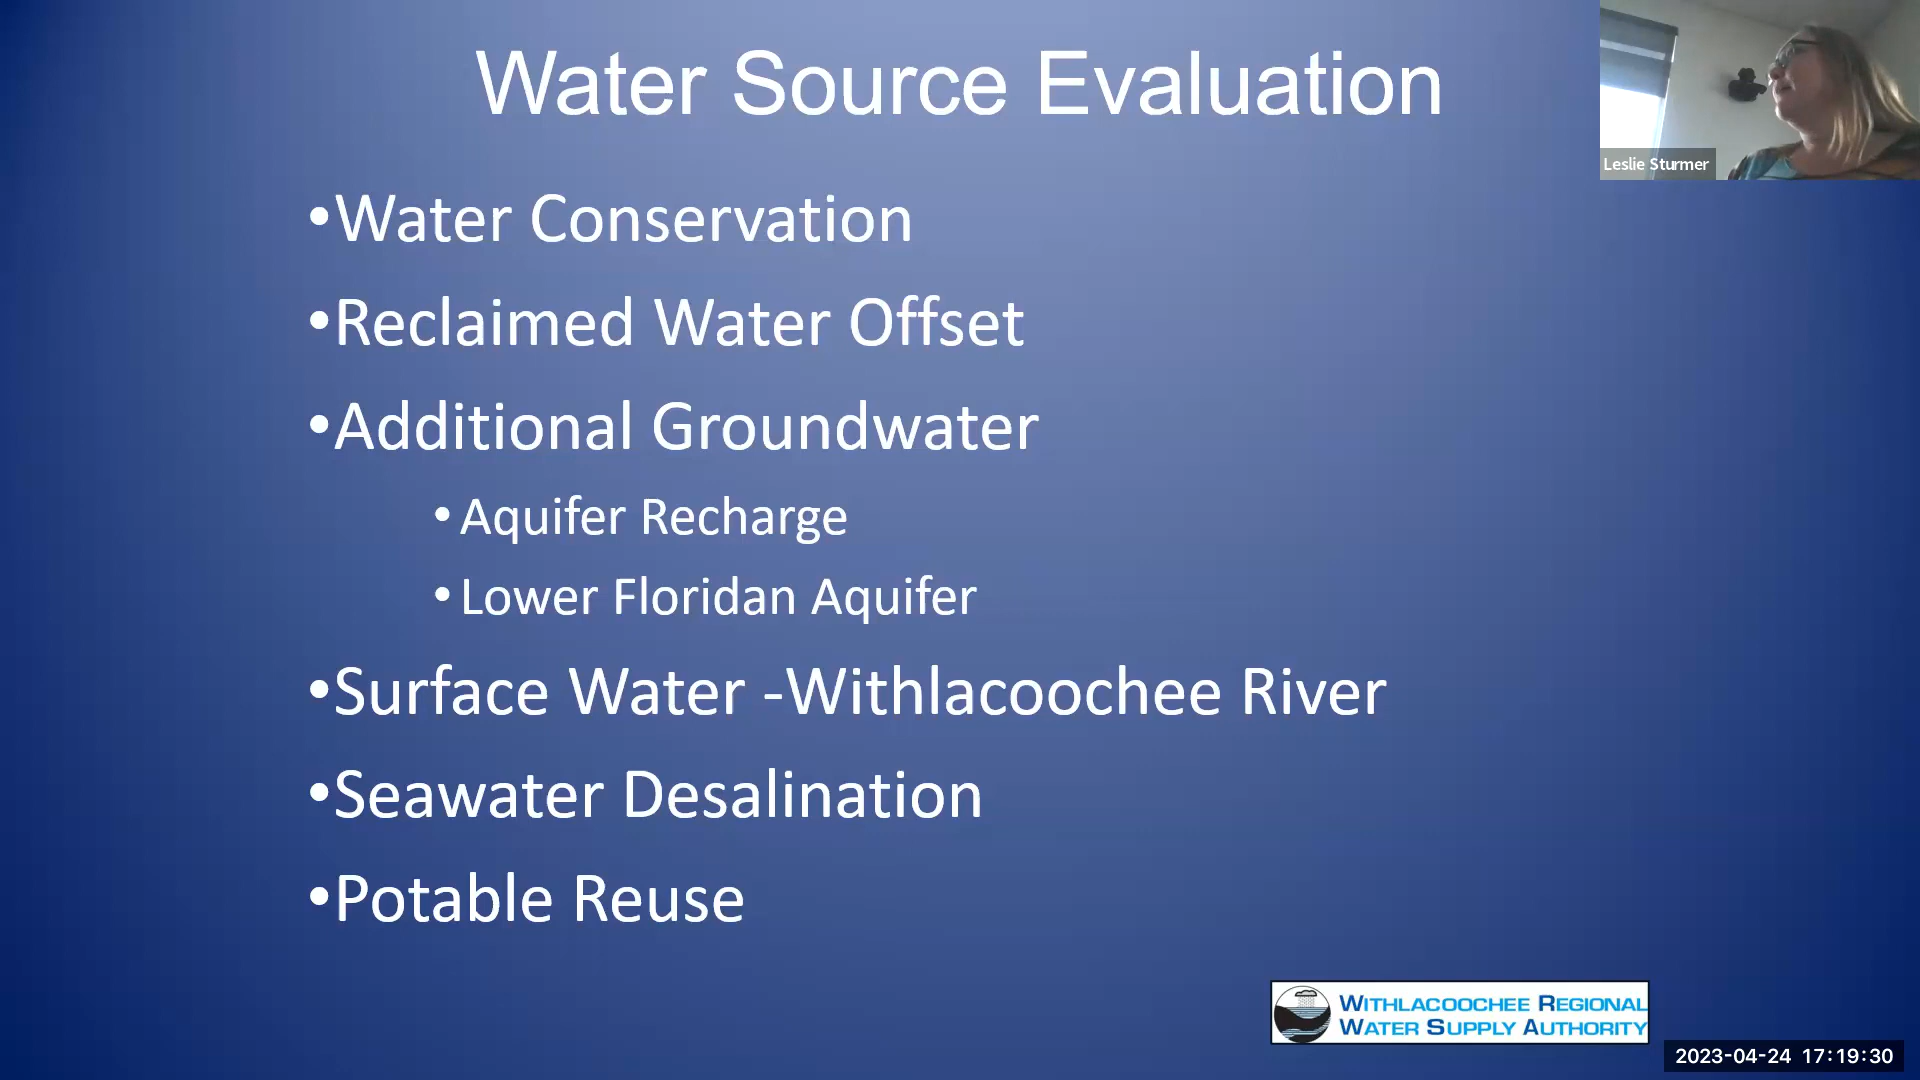 Water Source Evaluation
Leslie Sturmer
•Water Conservation
•Reclaimed Water Offset
•Additional Groundwater
•Aquifer Recharge
•Lower Floridan Aquifer
•Surface Water -Withlacoochee River
•Seawater Desalination
•Potable Reuse
WITHLACOOCHEE REGIONAL
WATER SUPPLY AUTHORITY
2023-04-24 17:19:30